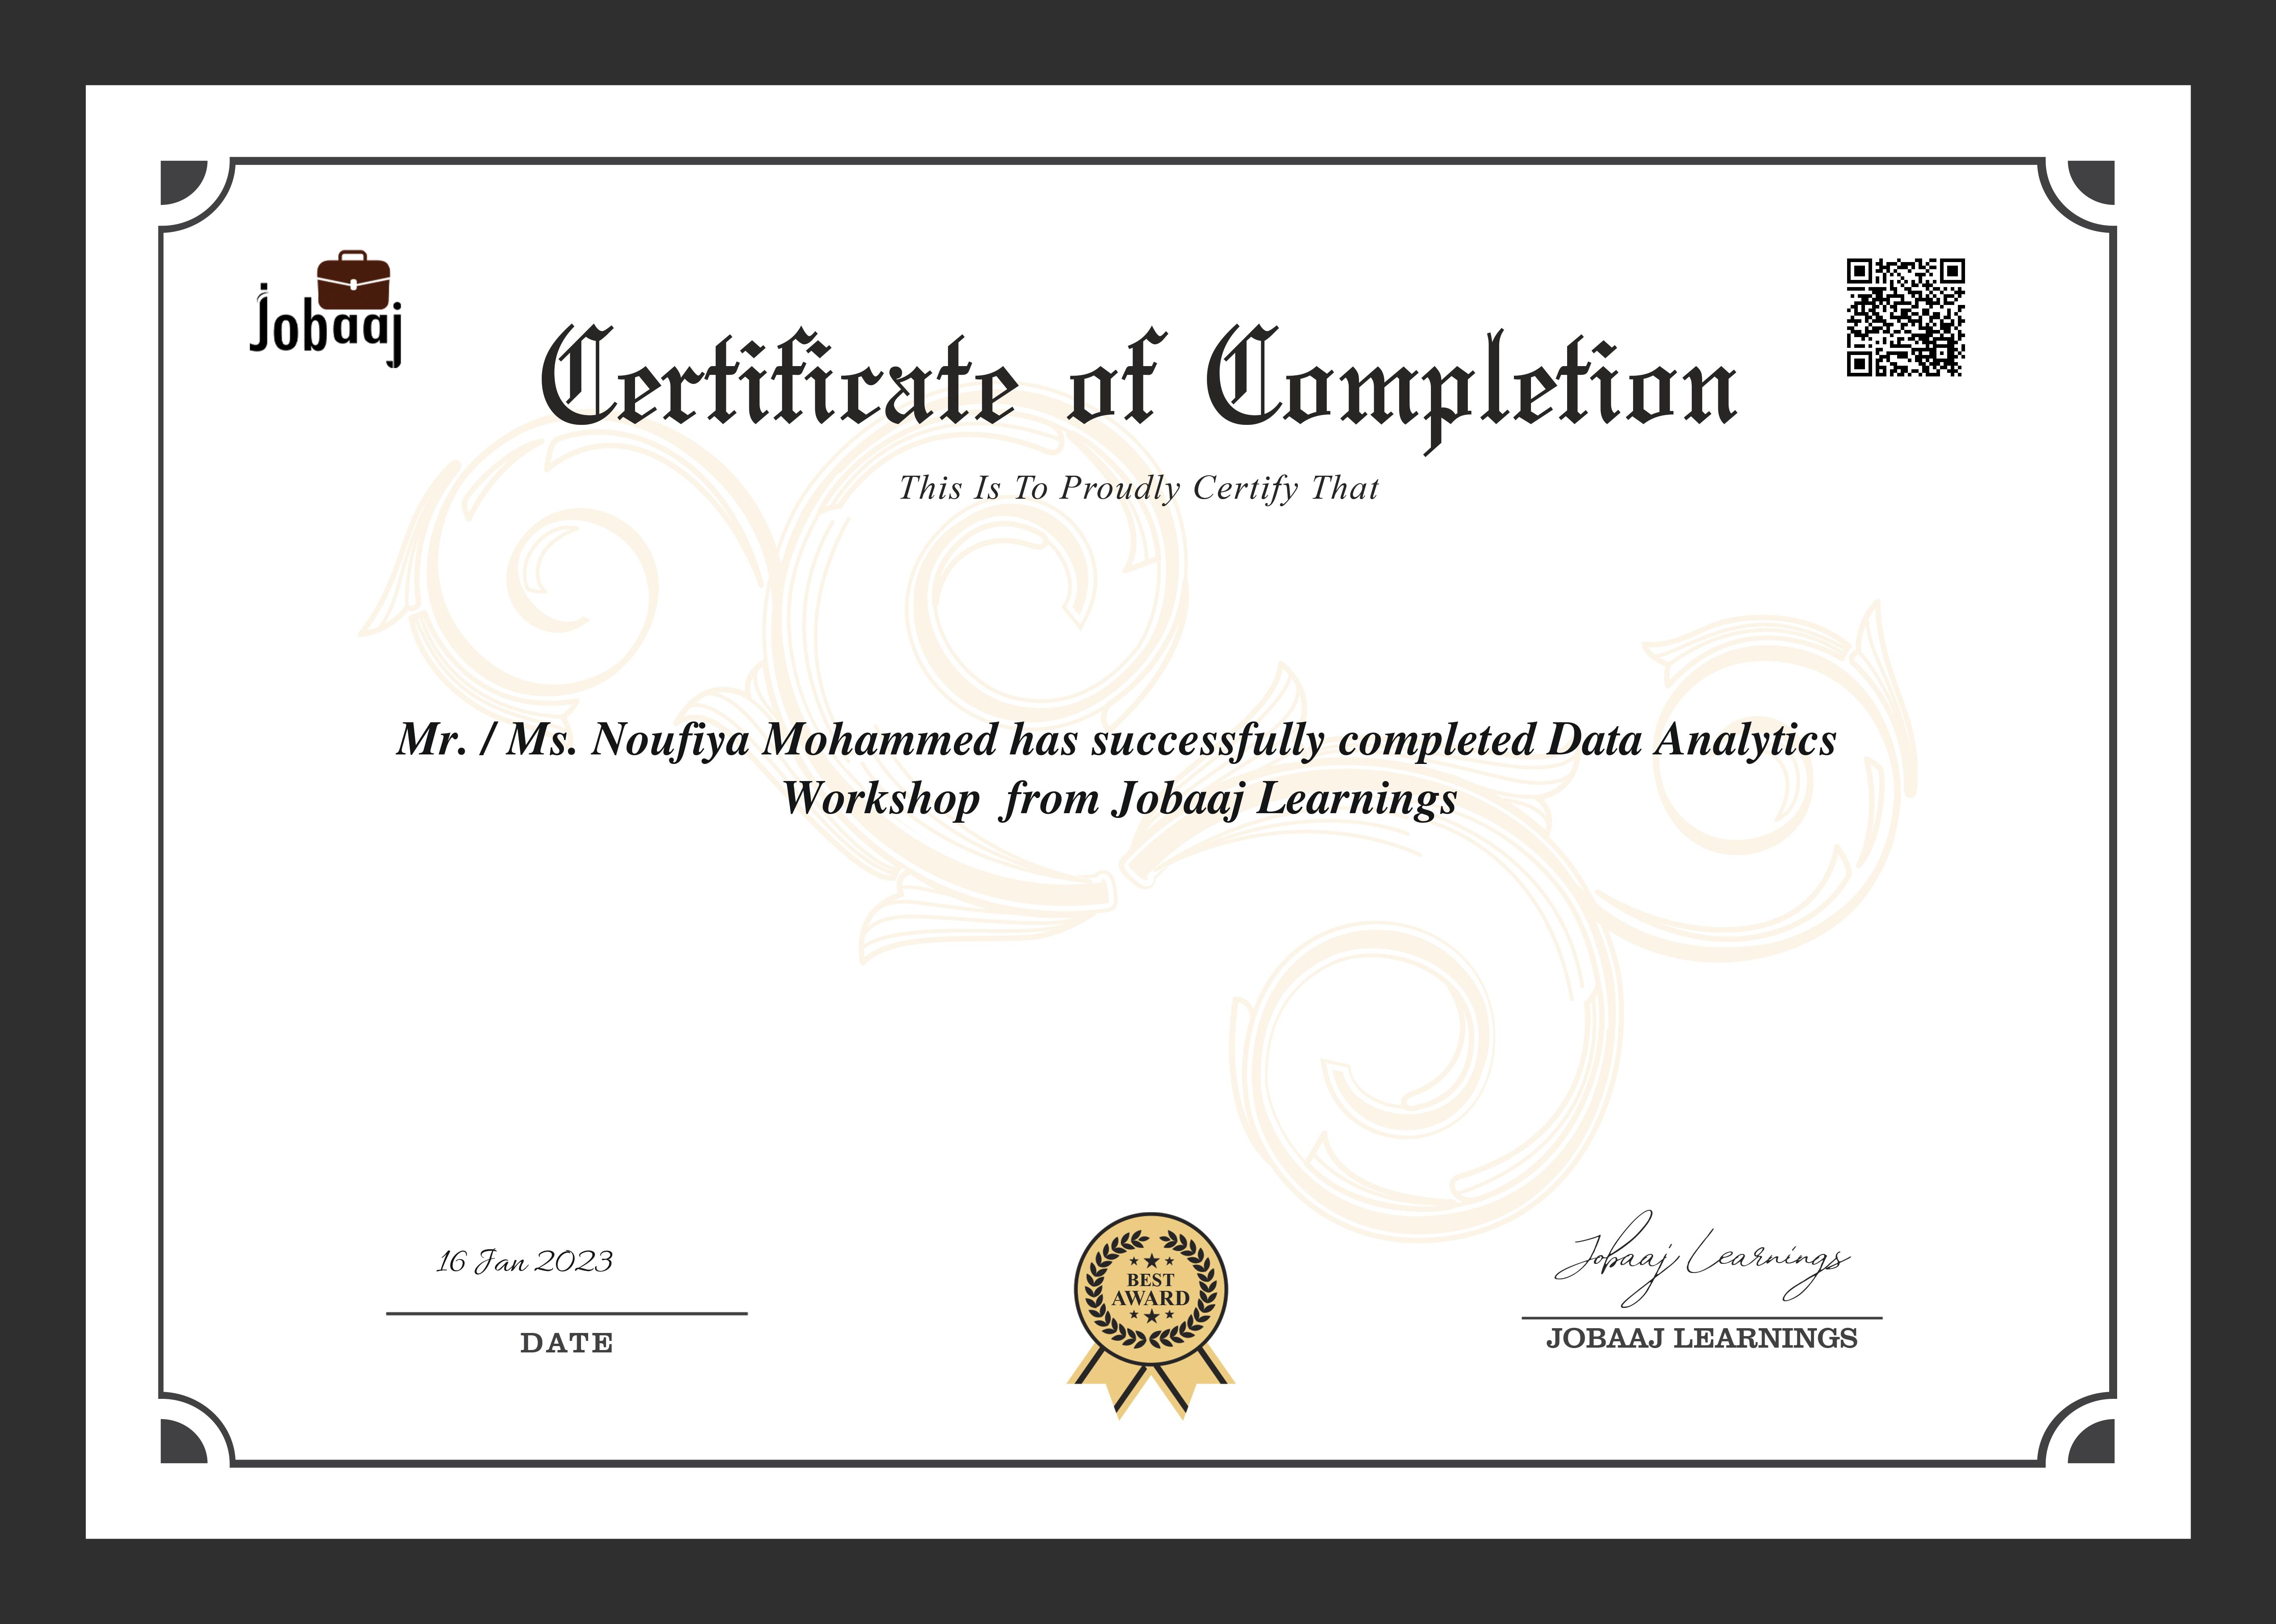 Jobaaj
Certificate of Completion
This Is To Proudly Certify That
Mr. / Ms. Noufiya Mohammed has successfully completed Data Analytics
Workshop from Jobaaj Learnings
16 Jan 2023
DATE
BEST
AWARD
Jobaaj Learnings
JOBAAJ LEARNINGS